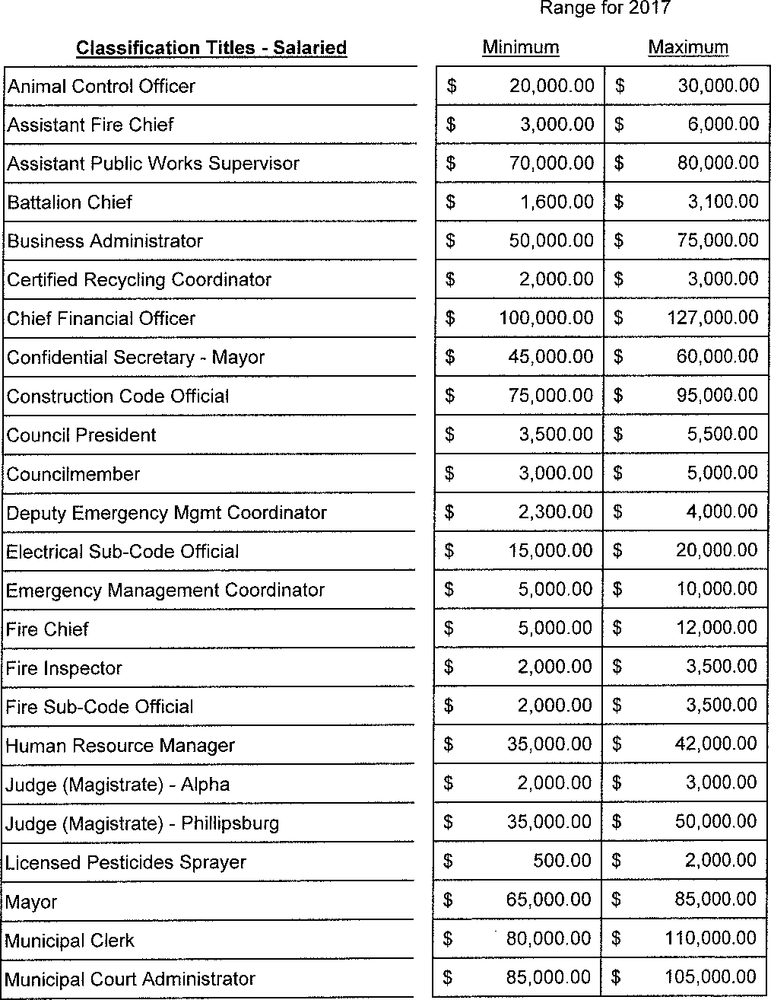 Range for 2017
Classification Titles - Salaried Minimum Maximum
Animal Control Officer $ 20,000.00 $ 30,000.00
Assistant Fire Chief $ 3,000.00 $ 6,000.00
Assistant Public Works Supervisor $ 70,000.00 $ 80,000.00
Battalion Chief $ 1,600.00 $ 3,100.00
Business Administrator $ 50,000.00 $ 75,000.00
Certified Recycling Coordinator $ 2,000.00 $ 3,000.00
Chief Financial Officer $ 100,000.00 $ 127,000.00
Confidential Secretary - Mayor $ 45,000.00 $ 60,000.00
Construction Code Official $ 75,000.00 $ 95,000.00
Council President $ 3,500.00 $ 5,500.00
Councilmember $ 3,000.00 $ 5,000.00
Deputy Emergency Mgmt Coordinator $ 2,300.00 $ 4,000.00
Electrical Sub-Code Official $ 15,000.00 $ 20,000.00
Emergency Management Coordinator $ 5,000.00 $ 10,000.00
Fire Chief $ 5,000.00 $ 12,000.00
Fire Inspector $ 2,000.00 $ 3,500.00
Fire Sub-Code Official $ 2,000.00 $ 3,500.00
Human Resource Manager $ 35,000.00 $ 42,000.00
Judge (Magistrate) - Alpha $ 2,000.00 $ 3,000.00
Judge (Magistrate) - Phillipsburg $ 35,000.00 $ 50,000.00
Licensed Pesticides Sprayer $ 500.00 $ 2,000.00
Mayor $ 65,000.00 $ 85,000.00
Municipal Clerk $ 80,000.00 $ 110,000.00
Municipal Court Administrator $ 85,000.00 $ 105,000.00